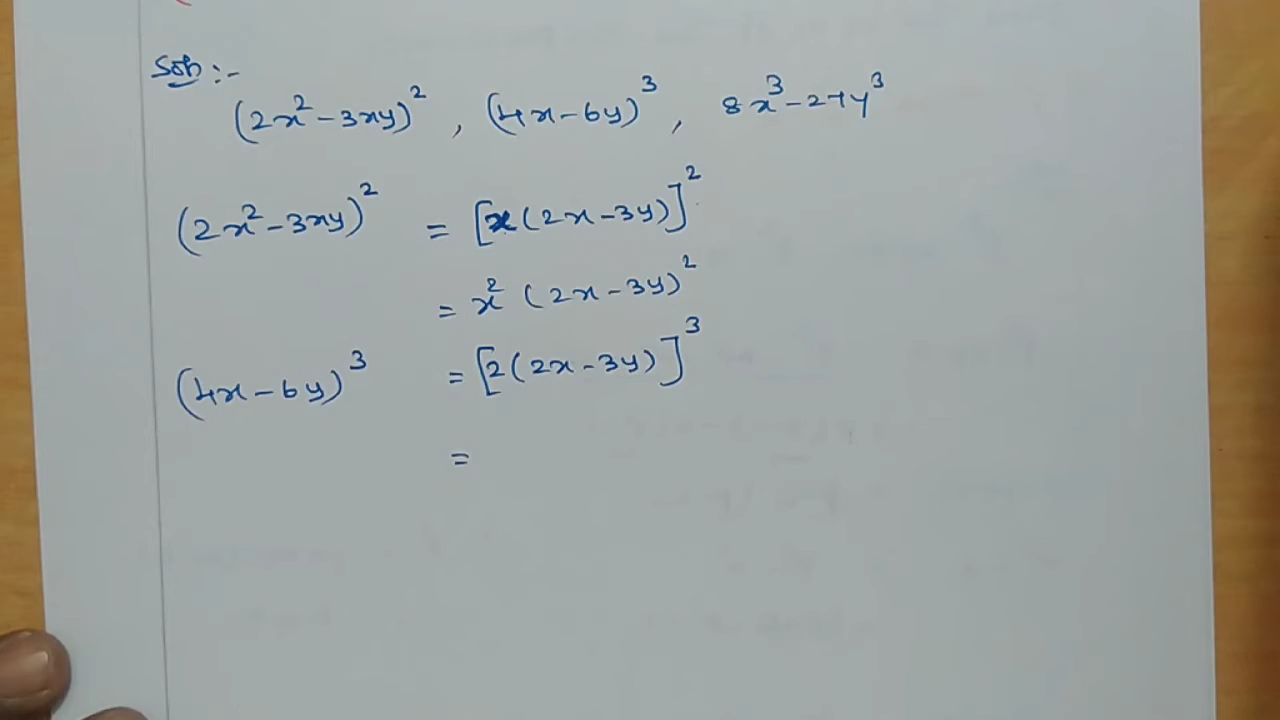 Soln :-
(2x² - 3xy)² , (4x - 6y)³ , 8x³ - 27y³
(2x² - 3xy)² = [x (2x - 3y)]²
= x² (2x - 3y)²
(4x - 6y)³ = [2 (2x - 3y)]³
=